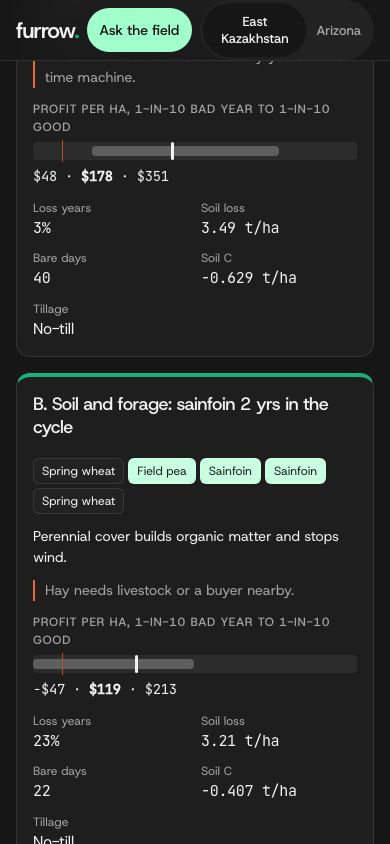 furrow.
Ask the field
East
Kazakhstan
Arizona
time machine.
PROFIT PER HA, 1-IN-10 BAD YEAR TO 1-IN-10
GOOD
$48 · $178 · $351
Loss years
Soil loss
3%
3.49 t/ha
Bare days
Soil C
40
-0.629 t/ha
Tillage
No-till
B. Soil and forage: sainfoin 2 yrs in the
cycle
Spring wheat
Field pea
Sainfoin
Sainfoin
Spring wheat
Perennial cover builds organic matter and stops
wind.
Hay needs livestock or a buyer nearby.
PROFIT PER HA, 1-IN-10 BAD YEAR TO 1-IN-10
GOOD
-$47 · $119 · $213
Loss years
Soil loss
23%
3.21 t/ha
Bare days
Soil C
22
-0.407 t/ha
Tillage
No-till